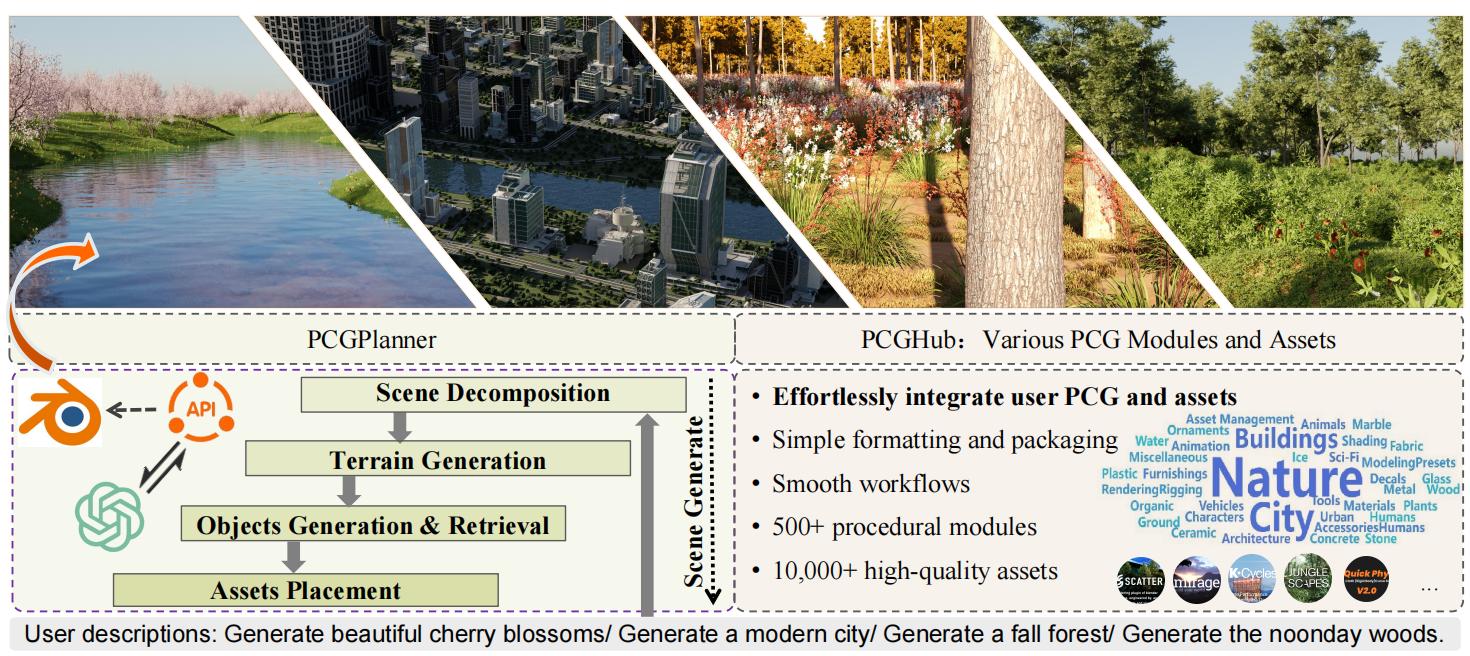 PCGPlanner
PCGHub: Various PCG Modules and Assets
API
Scene Decomposition
Terrain Generation
Objects Generation & Retrieval
Assets Placement
Scene Generate
• Effortlessly integrate user PCG and assets
• Simple formatting and packaging
• Smooth workflows
• 500+ procedural modules
• 10,000+ high-quality assets
Asset Management Animals Marble
Ornaments
Water Animation Buildings Shading Fabric
Miscellaneous Ice Sci-Fi ModelingPresets
Plastic Furnishings Nature Decals Glass
RenderingRigging Metal Wood
Organic Vehicles City Tools Materials Plants
Ground Characters Urban Humans
Ceramic AccessoriesHumans
Architecture Concrete Stone
SCATTER
mirage
K-Cycles
JUNGLE
SCAPES
Quick Phy
V2.0
...
User descriptions: Generate beautiful cherry blossoms/ Generate a modern city/ Generate a fall forest/ Generate the noonday woods.